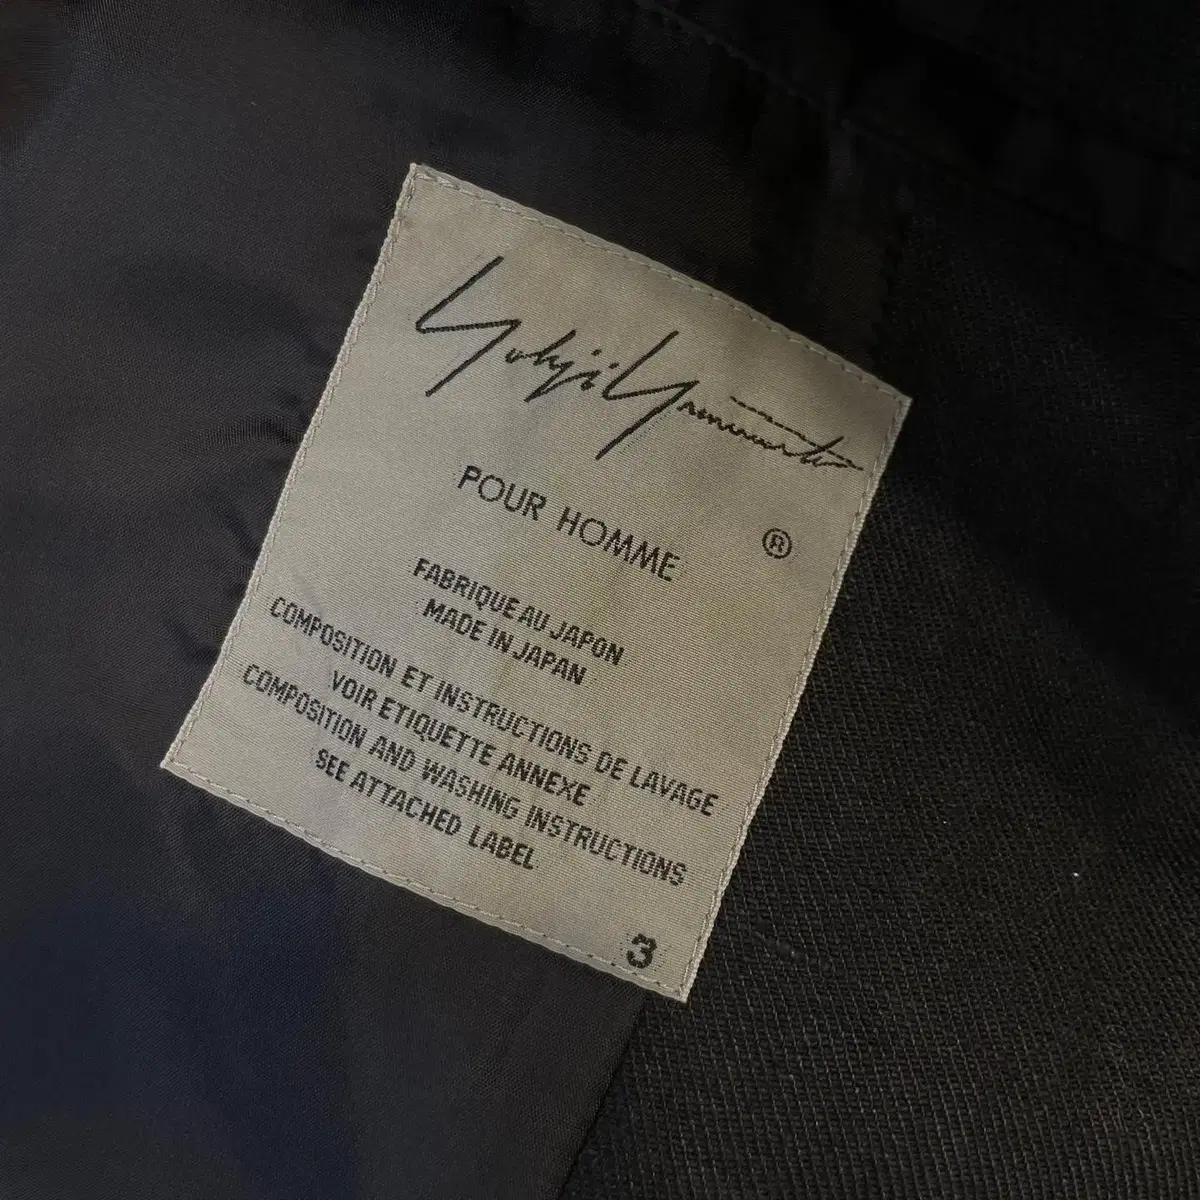 Yohji Yamamoto
POUR HOMME ®
FABRIQUE AU JAPON
MADE IN JAPAN
COMPOSITION ET INSTRUCTIONS DE LAVAGE
VOIR ETIQUETTE ANNEXE
COMPOSITION AND WASHING INSTRUCTIONS
SEE ATTACHED LABEL
3